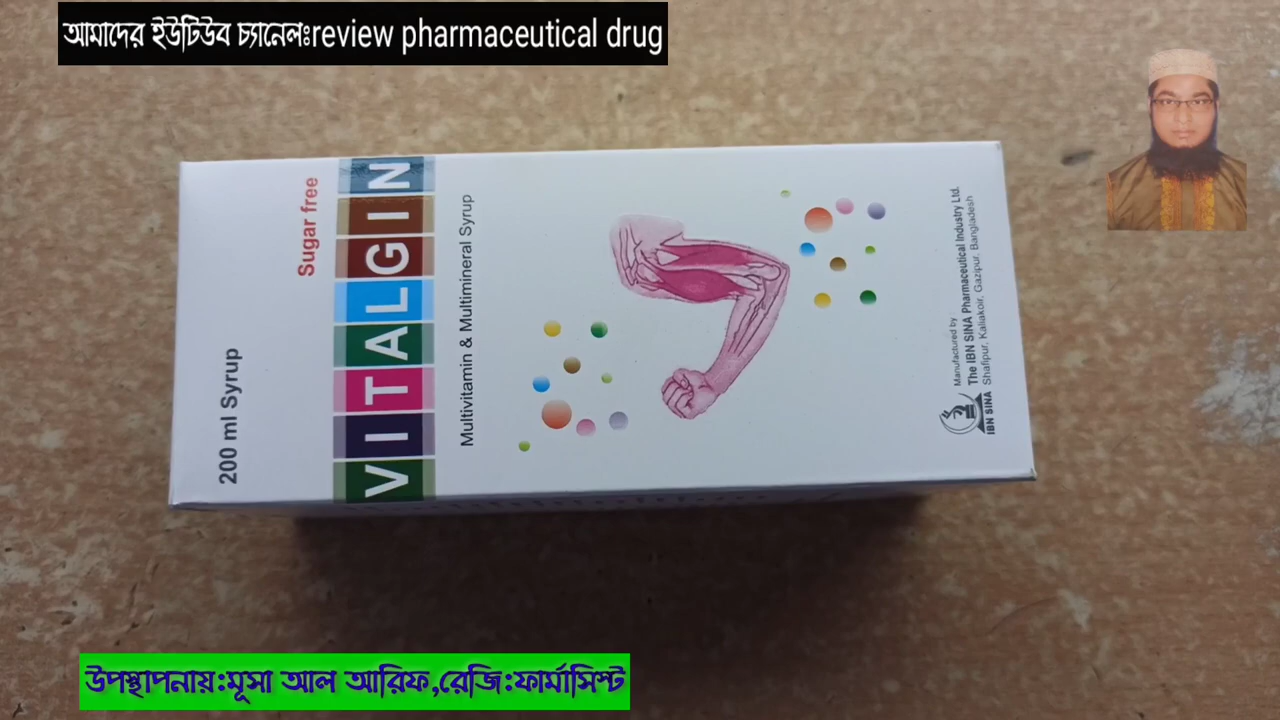 আমাদের ইউটিউব চ্যানেলঃreview pharmaceutical drug
200 ml Syrup
Sugar free
VITALGIN
Multivitamin & Multimineral Syrup
Manufactured by
The IBN SINA Pharmaceutical Industry Ltd.
Shafipur, Kaliakoir, Gazipur, Bangladesh
IBN SINA
উপস্থাপনায়:মূসা আল আরিফ,রেজি:ফার্মাসিস্ট